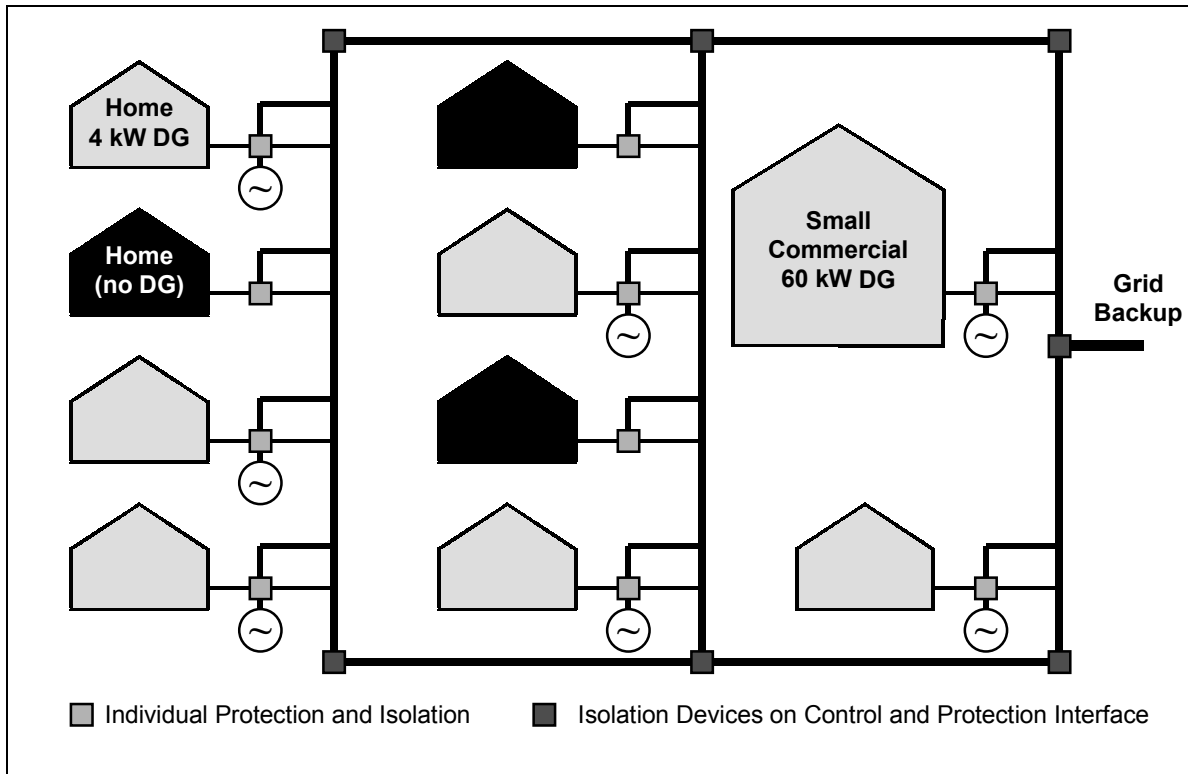 Home
4 kW DG
Home
(no DG)
Small
Commercial
60 kW DG
Grid
Backup
Individual Protection and Isolation
Isolation Devices on Control and Protection Interface